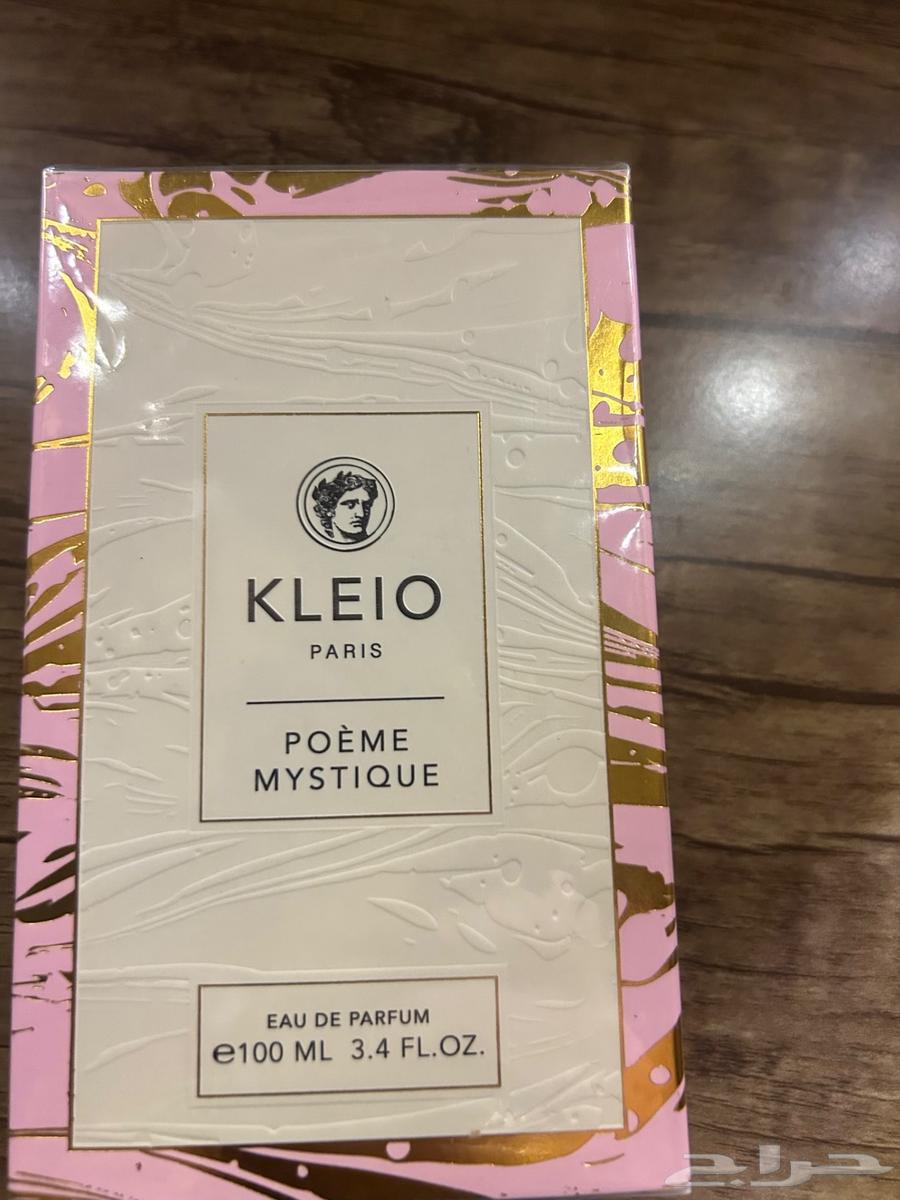 KLEIO
PARIS
POÈME
MYSTIQUE
EAU DE PARFUM
℮100 ML 3.4 FL.OZ.
حراج